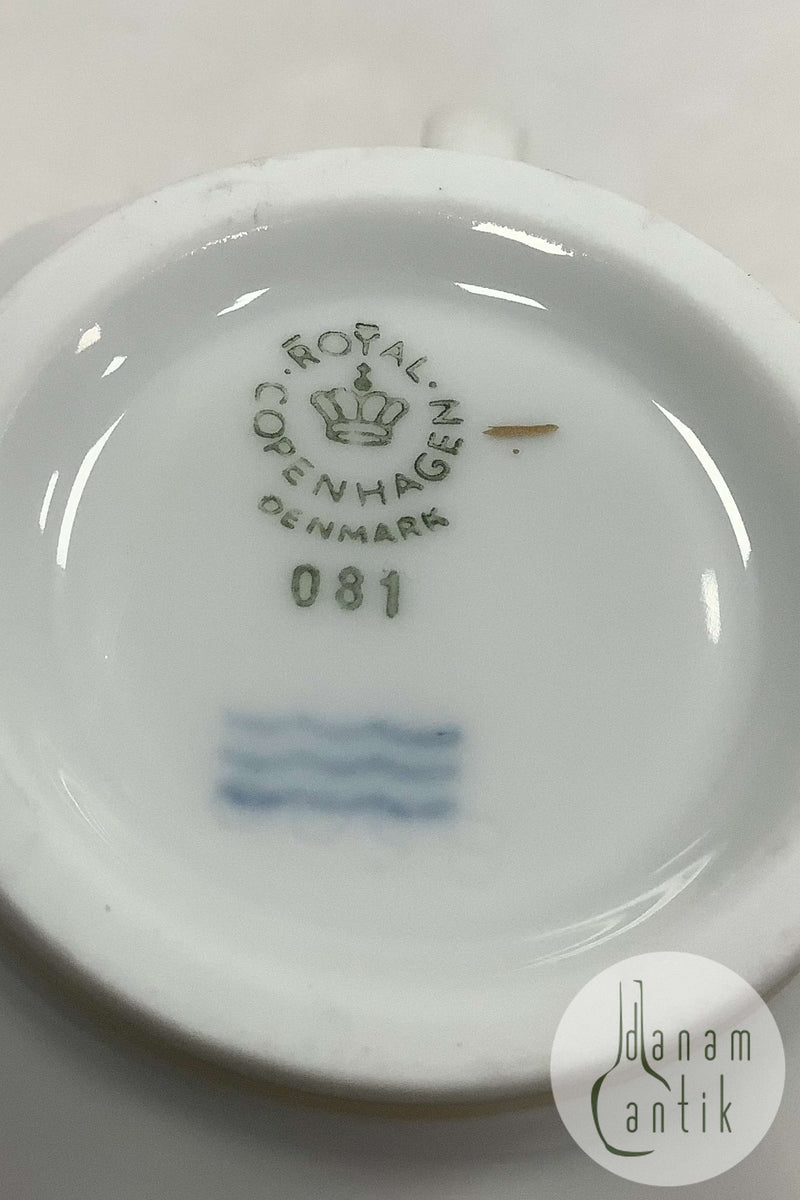 ROYAL
COPENHAGEN
DENMARK
081
danam
antik